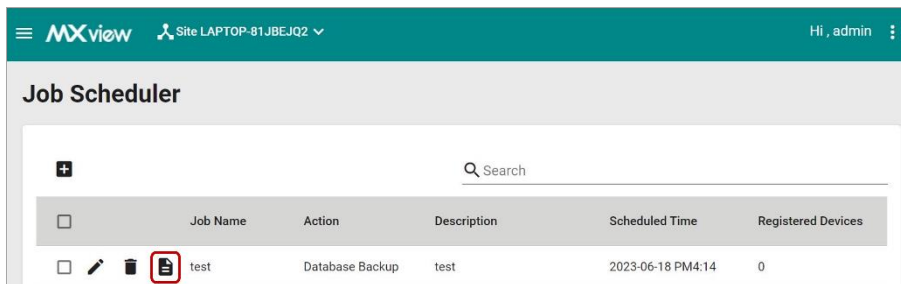 MXview Site LAPTOP-81JBEJQ2 Hi , admin
Job Scheduler
Search
Job Name Action Description Scheduled Time Registered Devices
test Database Backup test 2023-06-18 PM4:14 0